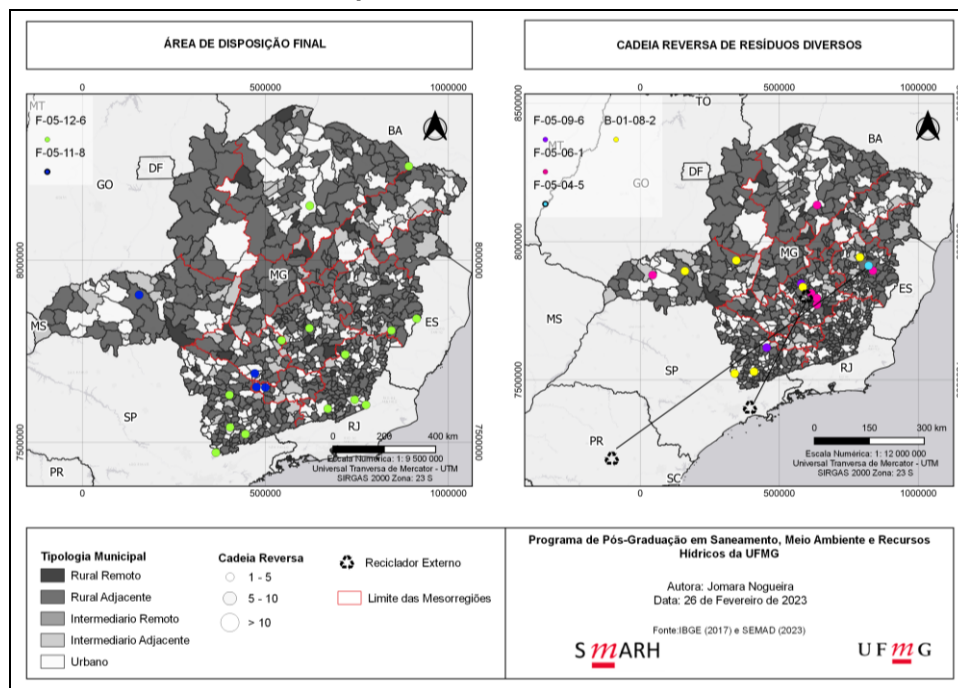 ÁREA DE DISPOSIÇÃO FINAL
0
500000
1000000
MT
F-05-12-6
F-05-11-8
BA
DF
GO
MG
MS
ES
SP
RJ
PR
8000000
7500000
8000000
7500000
0
200
400 km
Escala Numérica: 1: 9 500 000
Universal Tranversa de Mercator - UTM
SIRGAS 2000 Zona: 23 S
0
500000
1000000
CADEIA REVERSA DE RESÍDUOS DIVERSOS
0
500000
1000000
TO
F-05-09-6
B-01-08-2
MT
F-05-06-1
GO
F-05-04-5
BA
DF
MG
MS
ES
SP
RJ
PR
SC
8500000
8000000
7500000
0
150
300 km
Escala Numérica: 1: 12 000 000
Universal Tranversa de Mercator - UTM
SIRGAS 2000 Zona: 23 S
0
500000
1000000
Tipologia Municipal
Rural Remoto
Rural Adjacente
Intermediario Remoto
Intermediario Adjacente
Urbano
Cadeia Reversa
1 - 5
5 - 10
> 10
Reciclador Externo
Limite das Mesorregiões
Programa de Pós-Graduação em Saneamento, Meio Ambiente e Recursos
Hídricos da UFMG
Autora: Jomara Nogueira
Data: 26 de Fevereiro de 2023
Fonte:IBGE (2017) e SEMAD (2023)
SmARH
UFmG